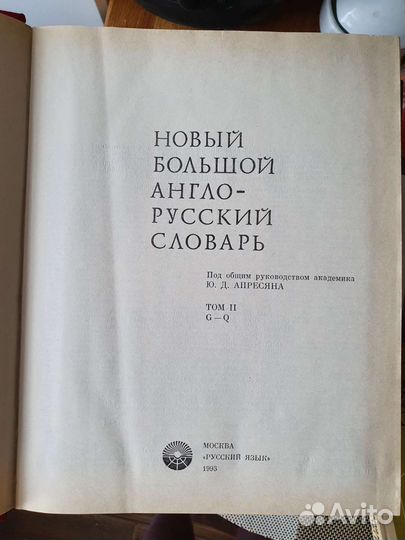 НОВЫЙ
БОЛЬШОЙ
АНГЛО-
РУССКИЙ
СЛОВАРЬ
Под общим руководством академика
Ю. Д. АПРЕСЯНА
ТОМ II
G—Q
МОСКВА
«РУССКИЙ ЯЗЫК»
1993
Avito